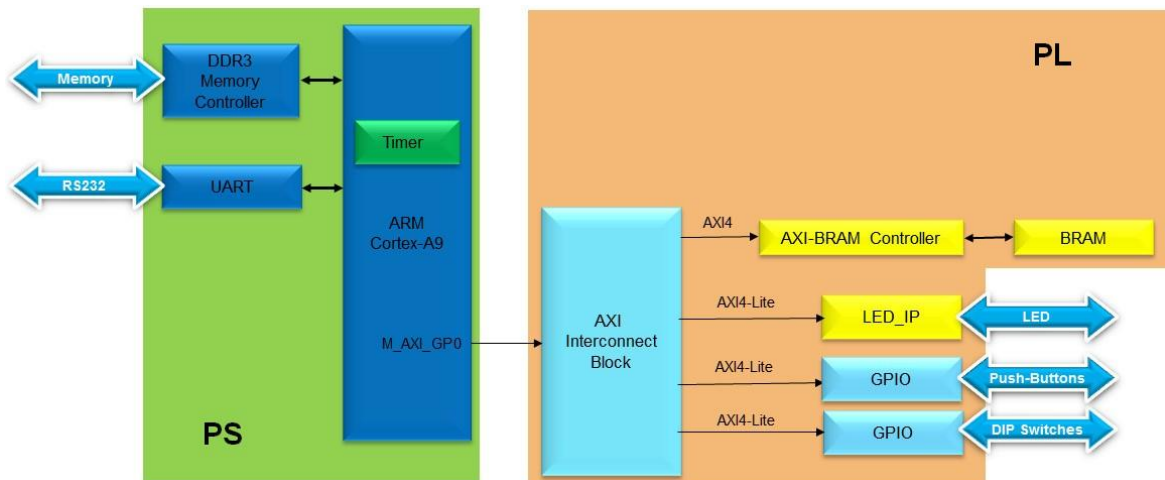 PL
DDR3
Memory
Controller
Memory
Timer
RS232
UART
ARM
Cortex-A9
M_AXI_GP0
PS
AXI
Interconnect
Block
AXI4
AXI-BRAM Controller
BRAM
AXI4-Lite
LED_IP
LED
AXI4-Lite
GPIO
Push-Buttons
AXI4-Lite
GPIO
DIP Switches